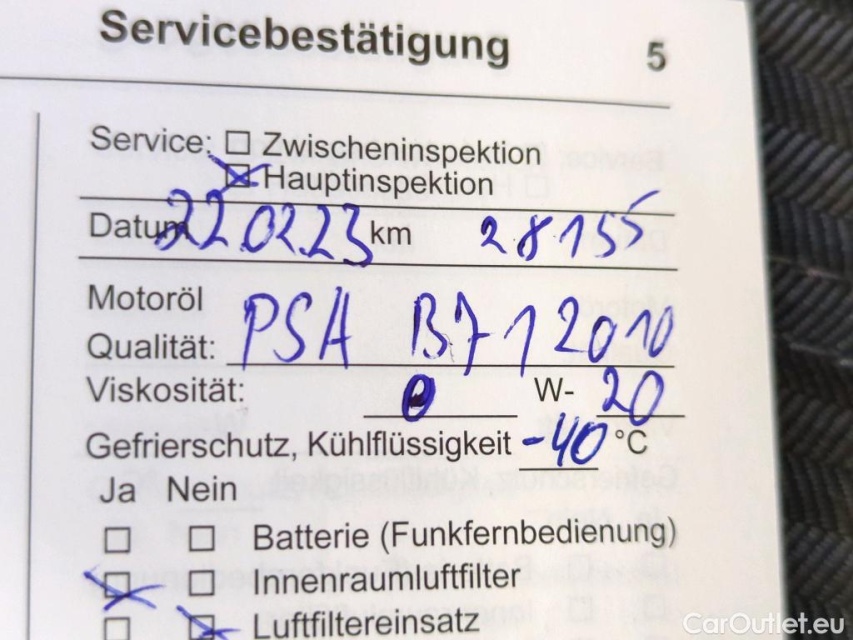 Servicebestätigung 5
Service: ☐ Zwischeninspektion
☒ Hauptinspektion
Datum 22.02.23 km 28155
Motoröl
Qualität: PSA B71 2010
Viskosität: 0 W- 20
Gefrierschutz, Kühlflüssigkeit -40 °C
Ja Nein
☐ ☐ Batterie (Funkfernbedienung)
☒ ☐ Innenraumluftfilter
☐ ☒ Luftfiltereinsatz
CarOutlet.eu